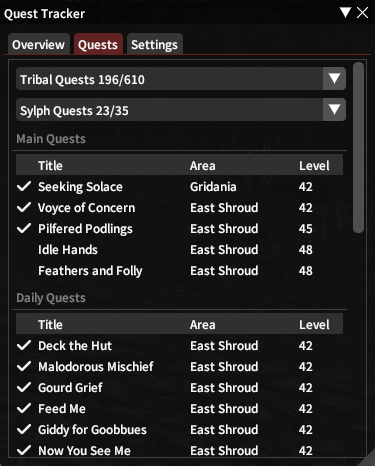 Quest Tracker
Overview Quests Settings
Tribal Quests 196/610
Sylph Quests 23/35
Main Quests
Title Area Level
Seeking Solace Gridania 42
Voyce of Concern East Shroud 42
Pilfered Podlings East Shroud 45
Idle Hands East Shroud 48
Feathers and Folly East Shroud 48
Daily Quests
Title Area Level
Deck the Hut East Shroud 42
Malodorous Mischief East Shroud 42
Gourd Grief East Shroud 42
Feed Me East Shroud 42
Giddy for Goobbues East Shroud 42
Now You See Me East Shroud 42